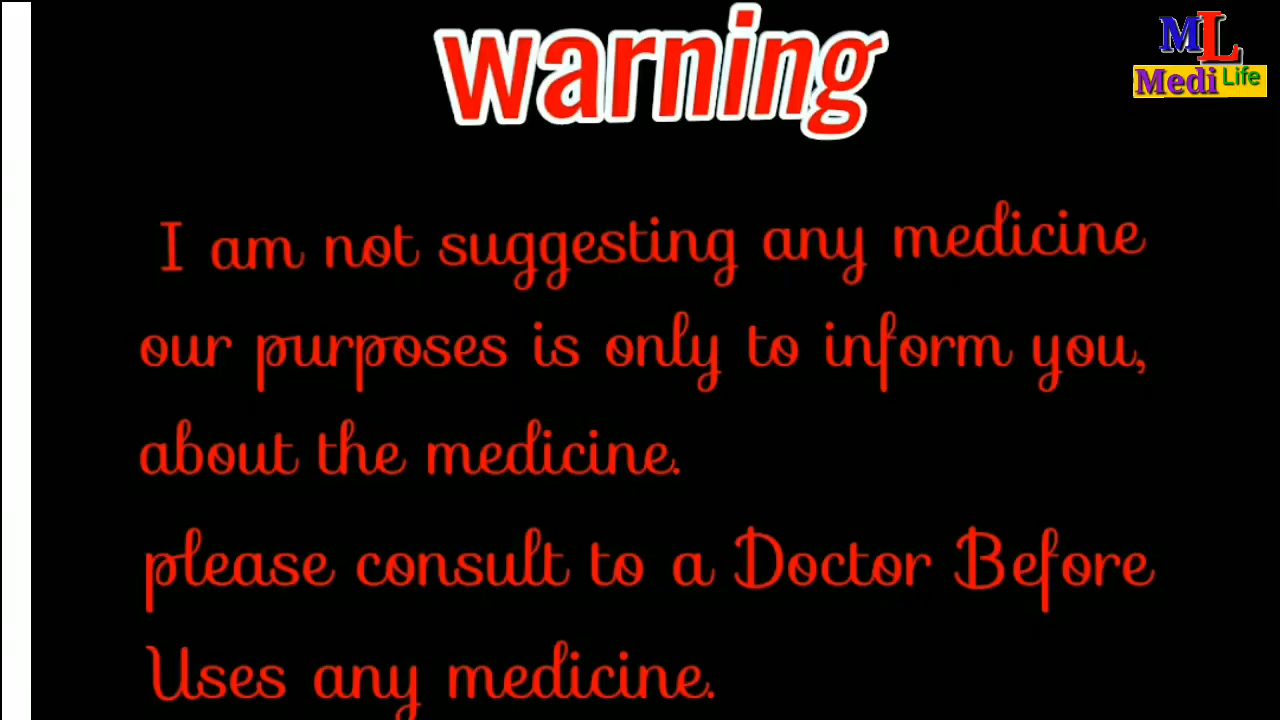 warning
ML
Medi Life
I am not suggesting any medicine
our purposes is only to inform you,
about the medicine.
please consult to a Doctor Before
Uses any medicine.